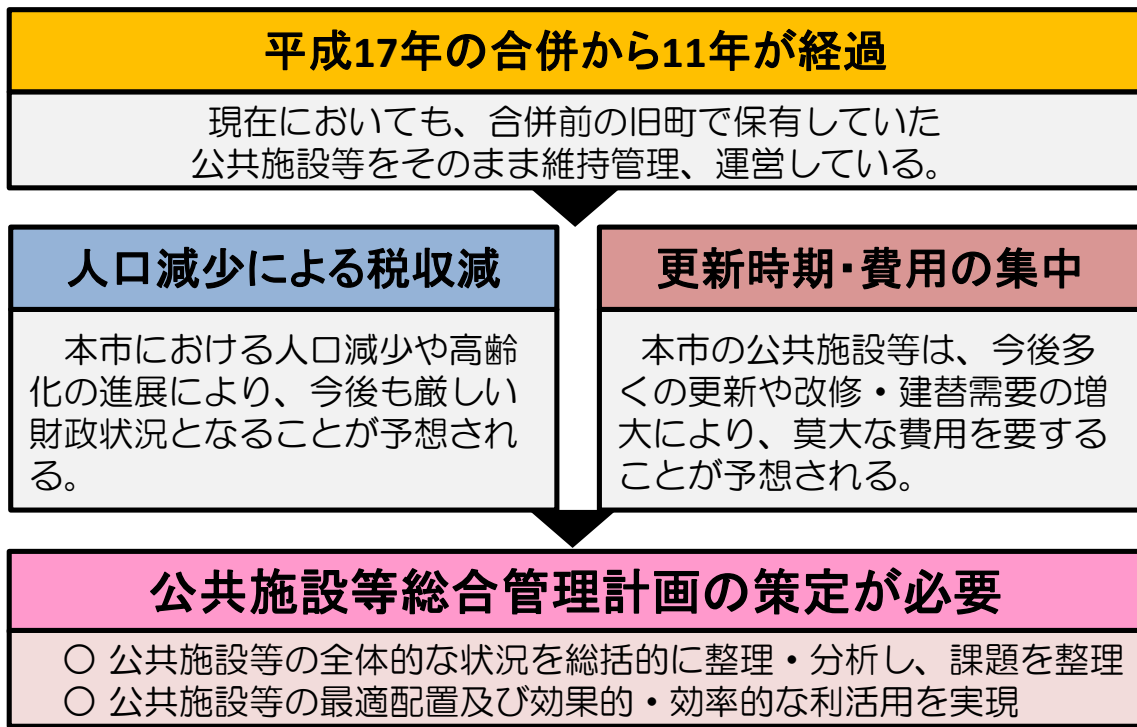 平成17年の合併から11年が経過
現在においても、合併前の旧町で保有していた
公共施設等をそのまま維持管理、運営している。
人口減少による税収減
本市における人口減少や高齢
化の進展により、今後も厳しい
財政状況となることが予想され
る。
更新時期・費用の集中
本市の公共施設等は、今後多
くの更新や改修・建替需要の増
大により、莫大な費用を要する
ことが予想される。
公共施設等総合管理計画の策定が必要
○ 公共施設等の全体的な状況を総括的に整理・分析し、課題を整理
○ 公共施設等の最適配置及び効果的・効率的な利活用を実現